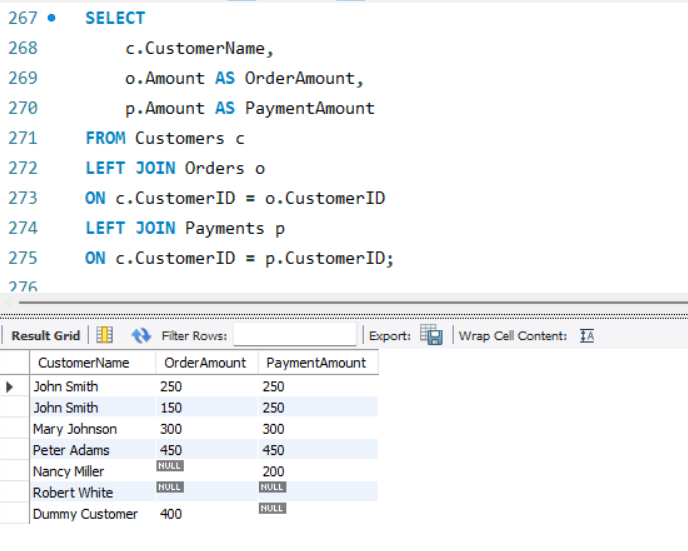 267 SELECT
268 c.CustomerName,
269 o.Amount AS OrderAmount,
270 p.Amount AS PaymentAmount
271 FROM Customers c
272 LEFT JOIN Orders o
273 ON c.CustomerID = o.CustomerID
274 LEFT JOIN Payments p
275 ON c.CustomerID = p.CustomerID;
276
Result Grid Filter Rows: Export: Wrap Cell Content: IA
CustomerName OrderAmount PaymentAmount
John Smith 250 250
John Smith 150 250
Mary Johnson 300 300
Peter Adams 450 450
Nancy Miller NULL 200
Robert White NULL NULL
Dummy Customer 400 NULL